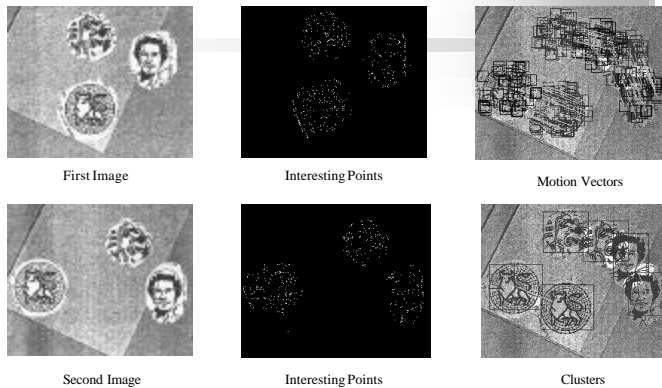 First Image
Interesting Points
Motion Vectors
Second Image
Interesting Points
Clusters